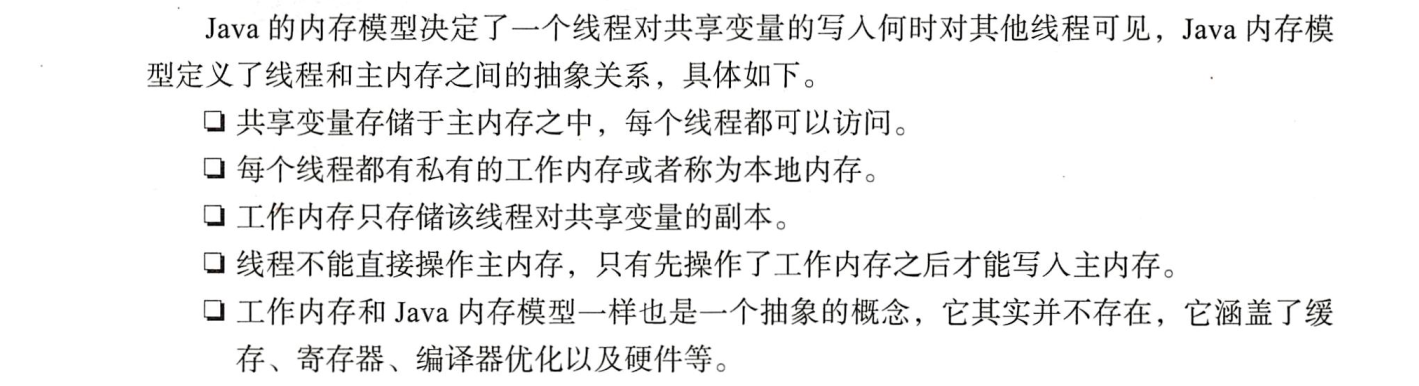 Java 的内存模型决定了一个线程对共享变量的写入何时对其他线程可见，Java 内存模
型定义了线程和主内存之间的抽象关系，具体如下。
❏ 共享变量存储于主内存之中，每个线程都可以访问。
❏ 每个线程都有私有的工作内存或者称为本地内存。
❏ 工作内存只存储该线程对共享变量的副本。
❏ 线程不能直接操作主内存，只有先操作了工作内存之后才能写入主内存。
❏ 工作内存和 Java 内存模型一样也是一个抽象的概念，它其实并不存在，它涵盖了缓
存、寄存器、编译器优化以及硬件等。